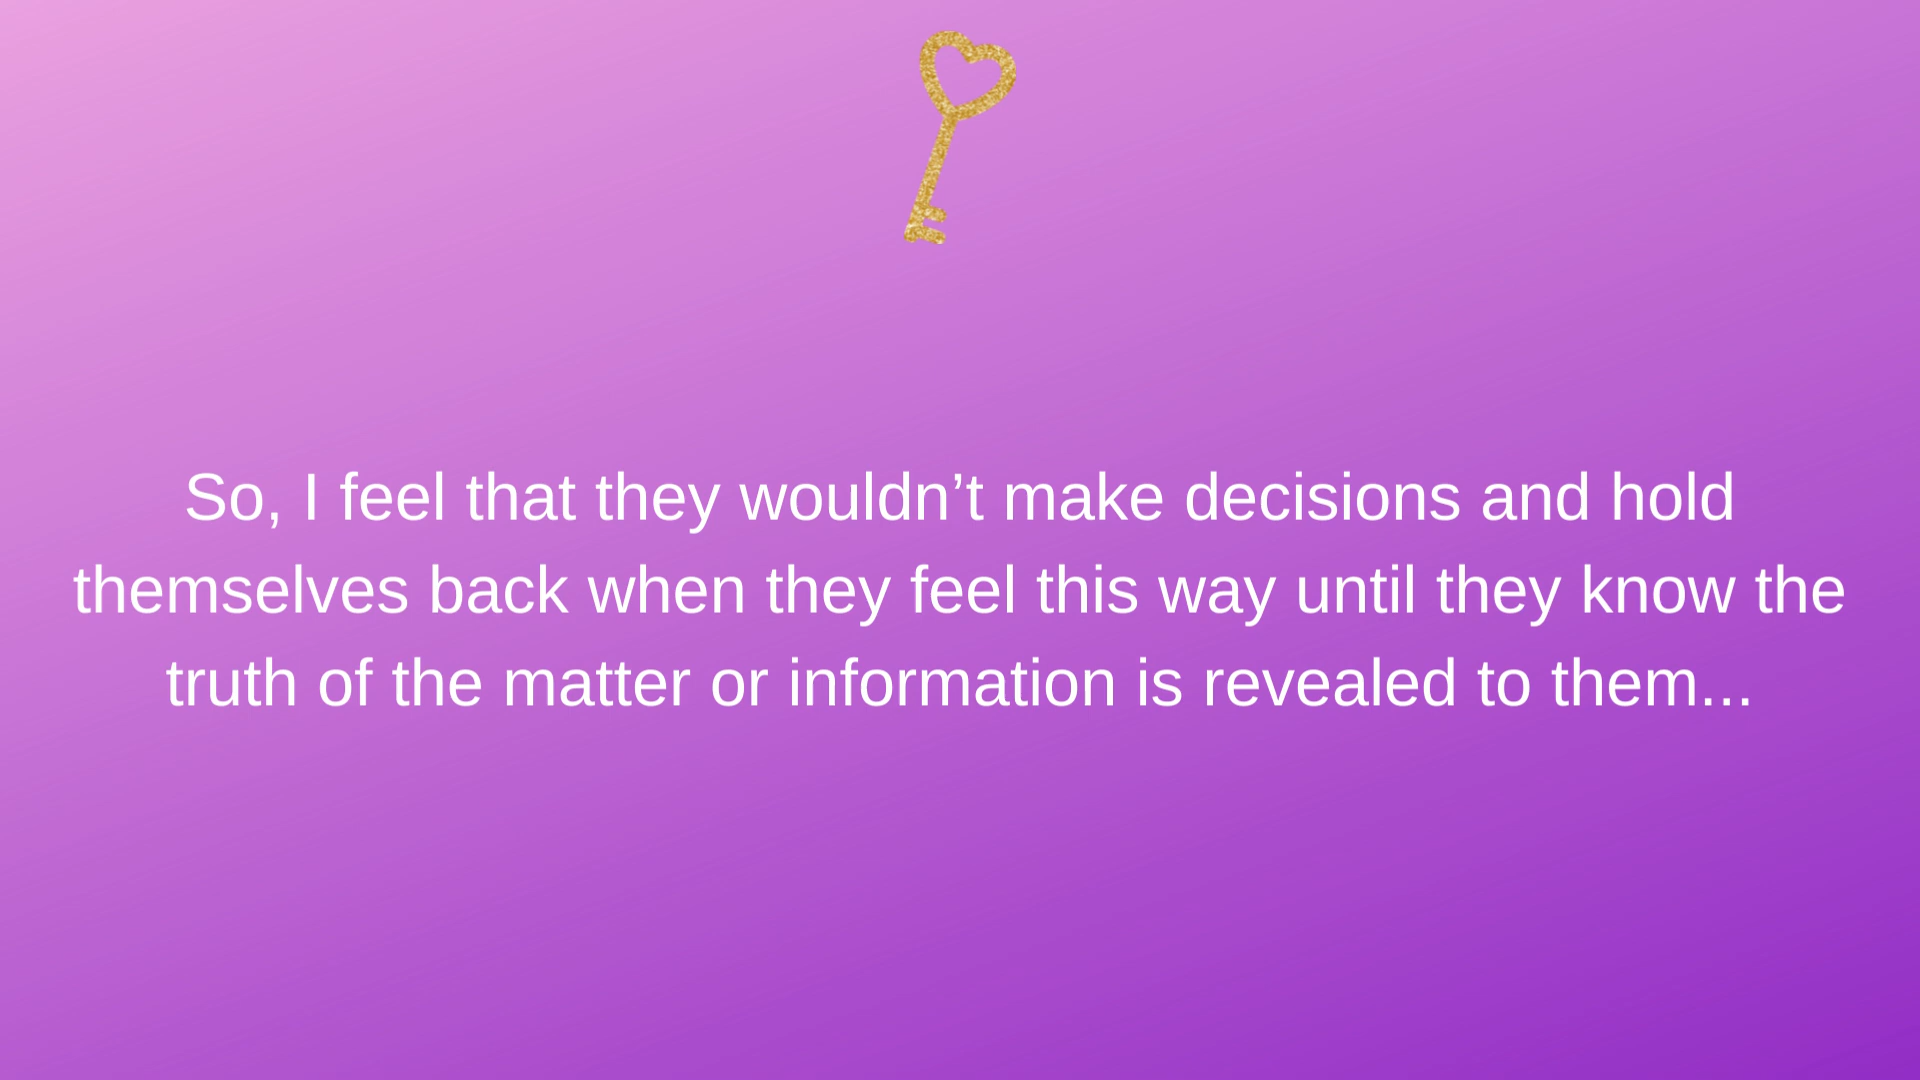 So, I feel that they wouldn’t make decisions and hold
themselves back when they feel this way until they know the
truth of the matter or information is revealed to them...